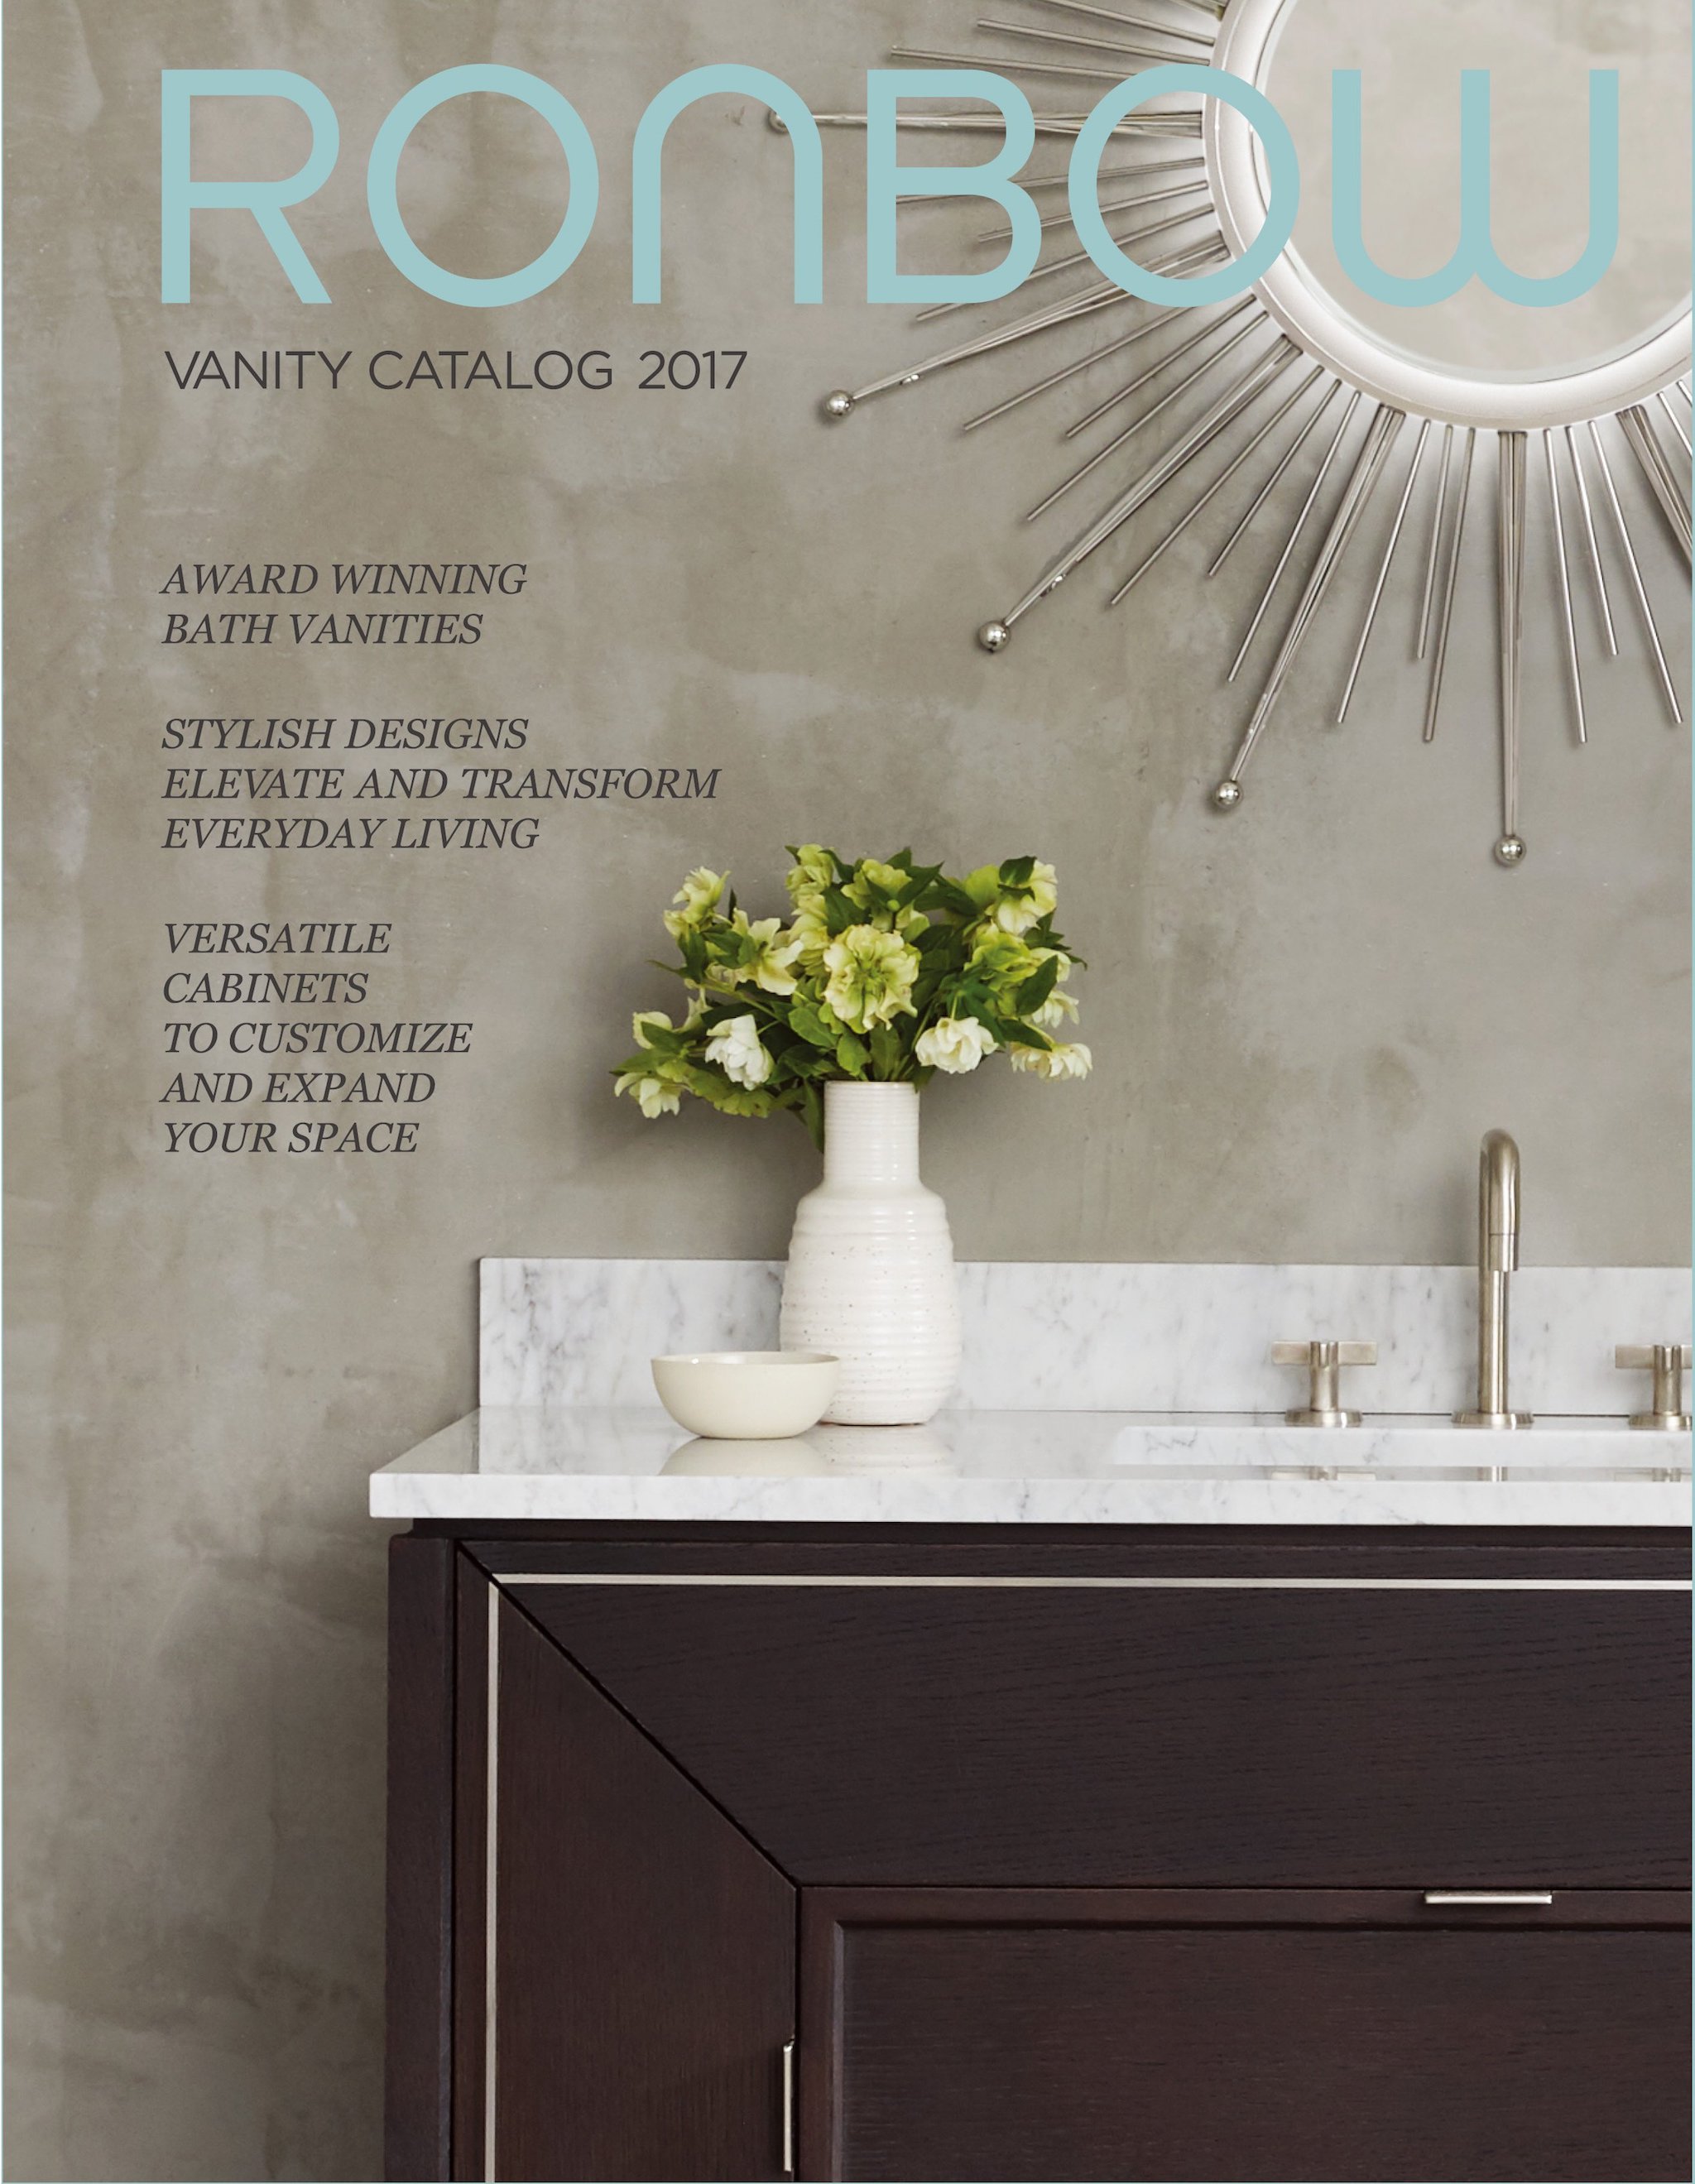 RONBOW
VANITY CATALOG 2017
AWARD WINNING
BATH VANITIES
STYLISH DESIGNS
ELEVATE AND TRANSFORM
EVERYDAY LIVING
VERSATILE
CABINETS
TO CUSTOMIZE
AND EXPAND
YOUR SPACE